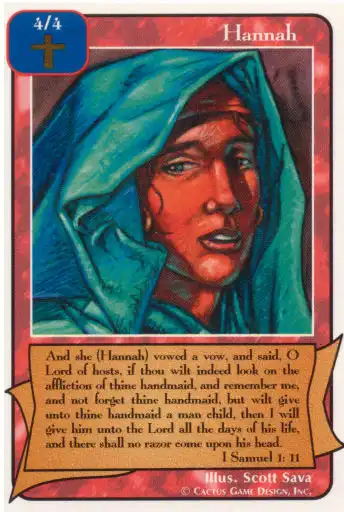 4/4
Hannah
And she (Hannah) vowed a vow, and said, O
Lord of hosts, if thou wilt indeed look on the
affliction of thine handmaid, and remember me,
and not forget thine handmaid, but wilt give
unto thine handmaid a man child, then I will
give him unto the Lord all the days of his life,
and there shall no razor come upon his head.
I Samuel 1: 11
Illus. Scott Sava
© Cactus Game Design, Inc.